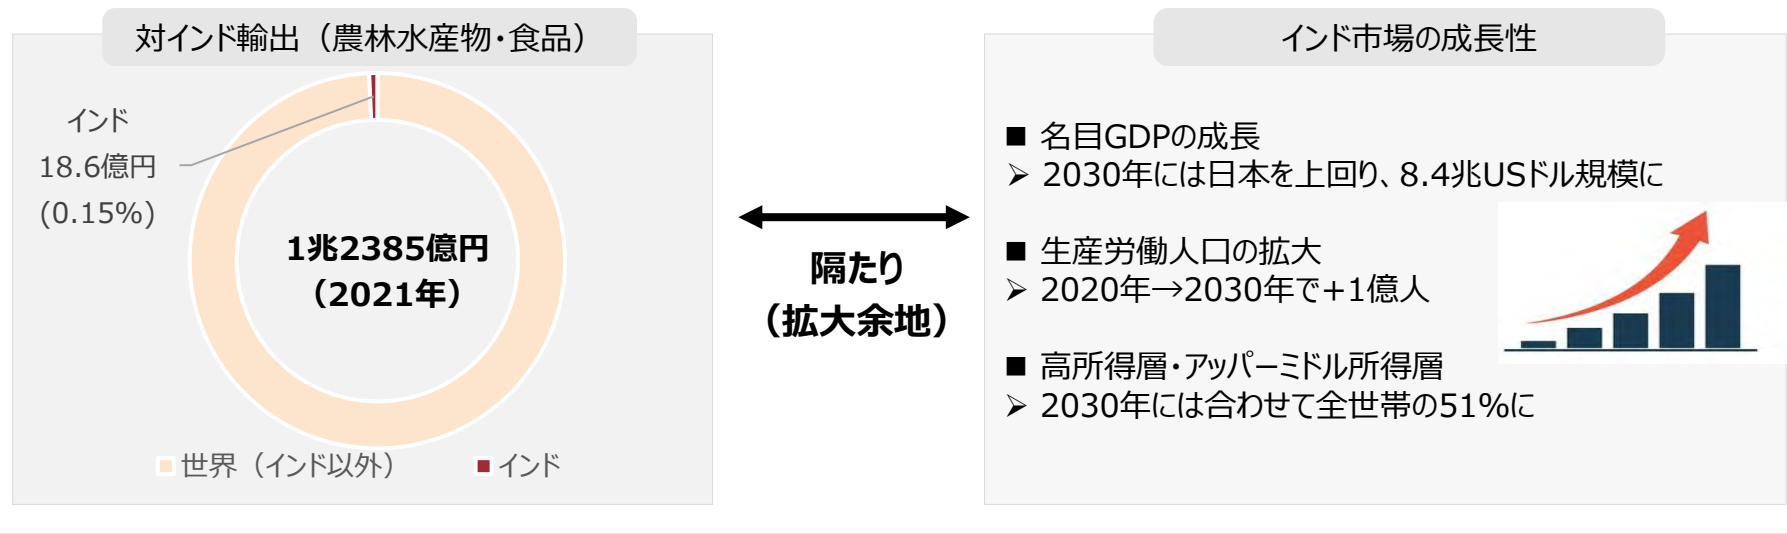 対インド輸出（農林水産物・食品）
インド
18.6億円
(0.15%)
1兆2385億円
（2021年）
世界（インド以外）
インド
隔たり
（拡大余地）
インド市場の成長性
■ 名目GDPの成長
➢ 2030年には日本を上回り、8.4兆USドル規模に
■ 生産労働人口の拡大
➢ 2020年→2030年で+1億人
■ 高所得層・アッパーミドル所得層
➢ 2030年には合わせて全世帯の51%に